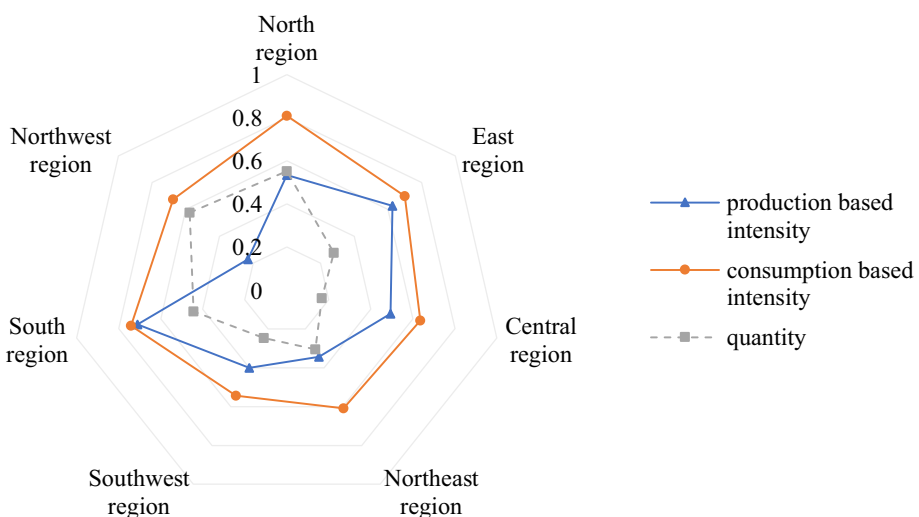 North
region
1
0.8
0.6
0.4
0.2
0
East
region
Central
region
Northeast
region
Southwest
region
South
region
Northwest
region
production based
intensity
consumption based
intensity
quantity